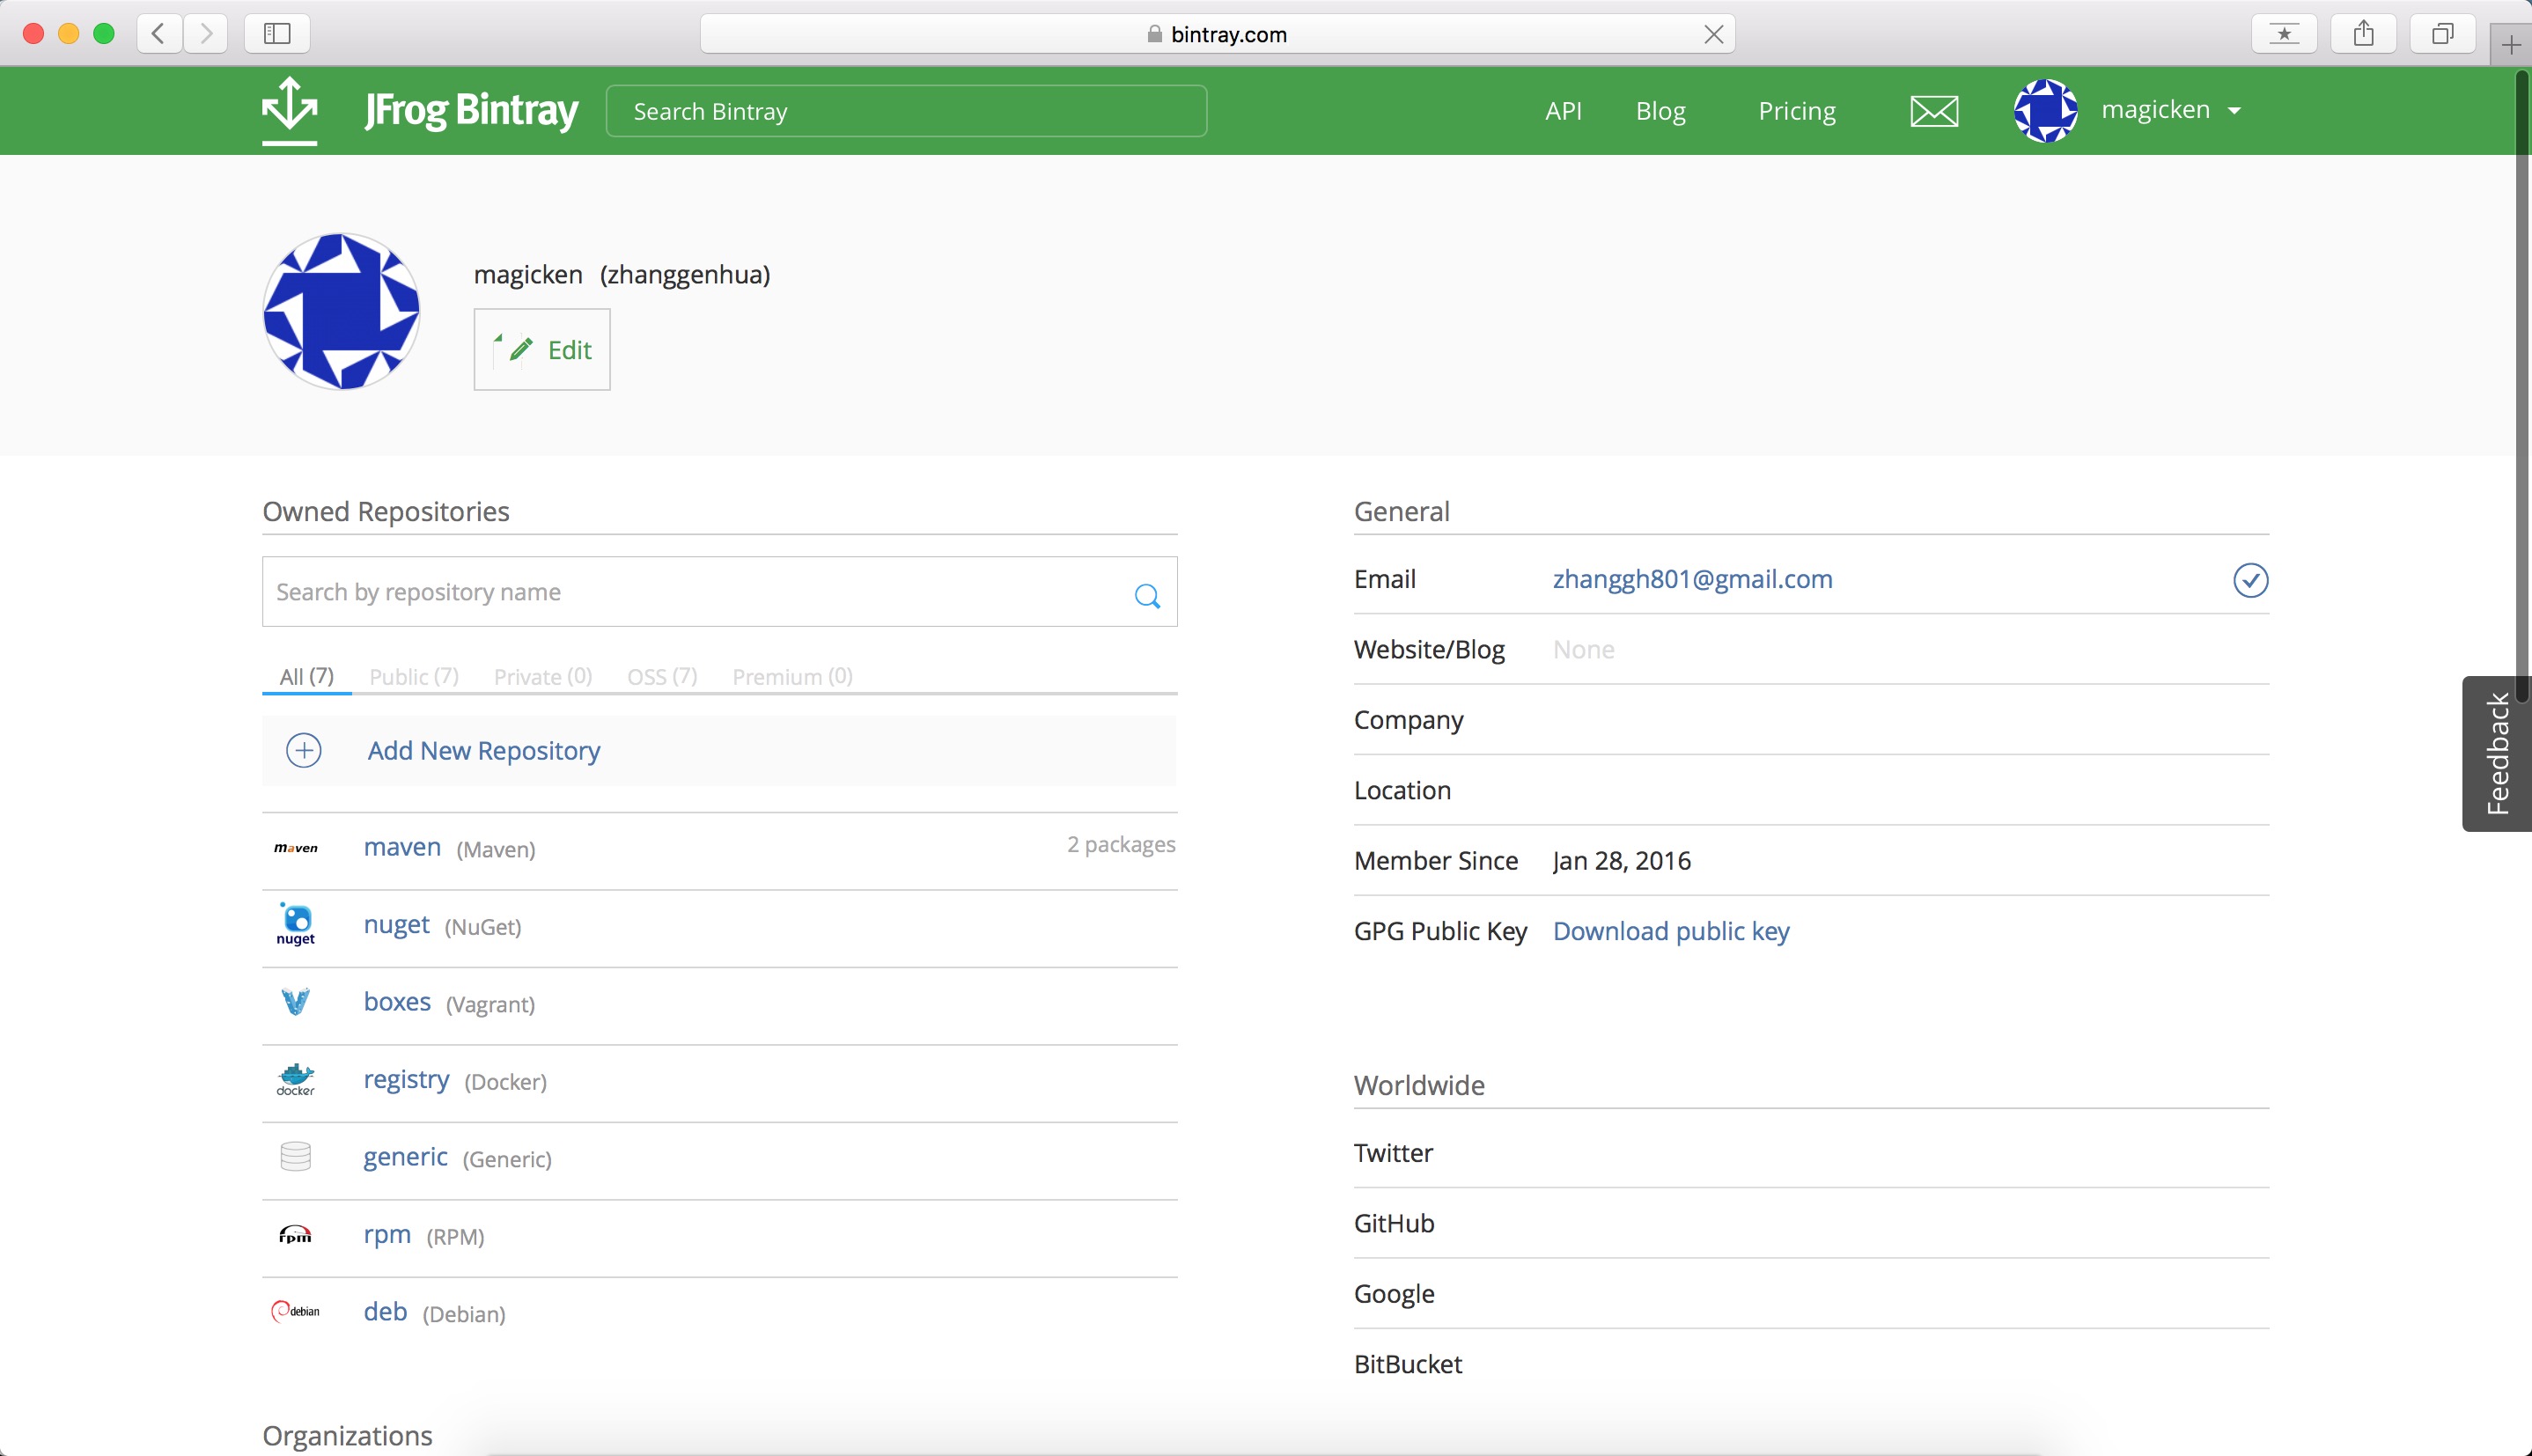 bintray.com
JFrog Bintray
Search Bintray
API
Blog
Pricing
magicken
magicken (zhanggenhua)
Edit
Owned Repositories
Search by repository name
All (7) Public (7) Private (0) OSS (7) Premium (0)
Add New Repository
maven maven (Maven) 2 packages
nuget nuget (NuGet)
boxes (Vagrant)
docker registry (Docker)
generic (Generic)
rpm rpm (RPM)
debian deb (Debian)
Organizations
General
Email zhanggh801@gmail.com
Website/Blog None
Company
Location
Member Since Jan 28, 2016
GPG Public Key Download public key
Worldwide
Twitter
GitHub
Google
BitBucket
Feedback